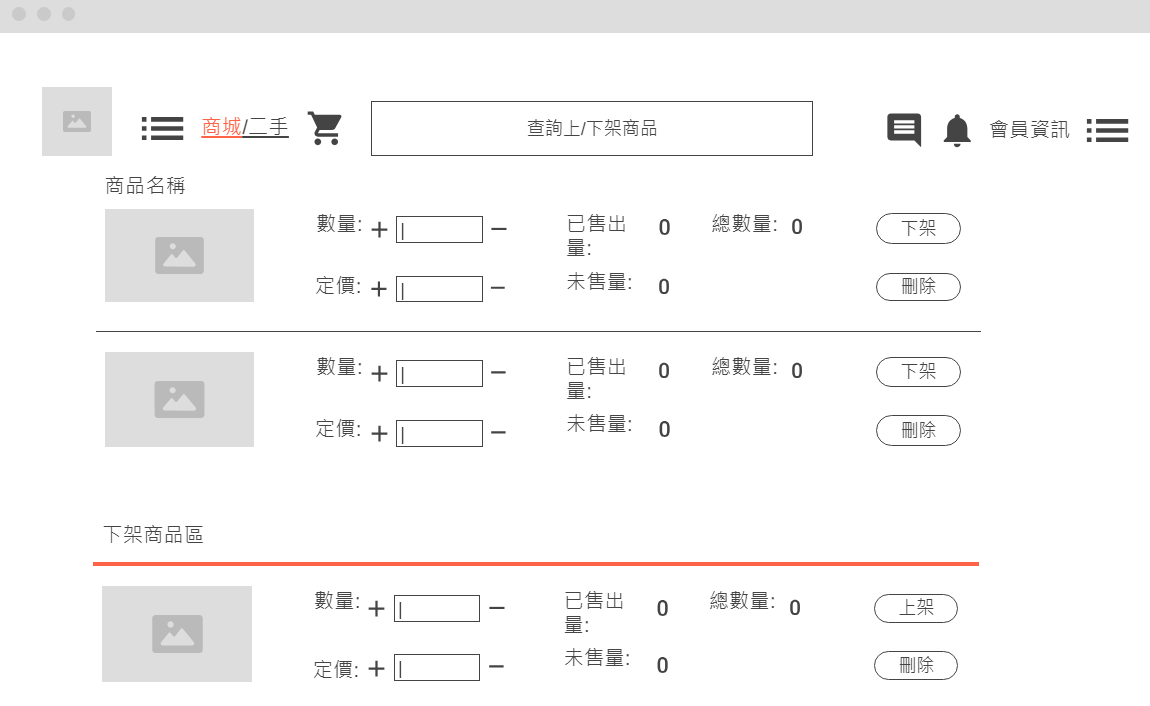 商城/二手
查詢上/下架商品
會員資訊
商品名稱
數量: + | −
已售出量: 0
總數量: 0
下架
定價: + | −
未售量: 0
刪除
數量: + | −
已售出量: 0
總數量: 0
下架
定價: + | −
未售量: 0
刪除
下架商品區
數量: + | −
已售出量: 0
總數量: 0
上架
定價: + | −
未售量: 0
刪除